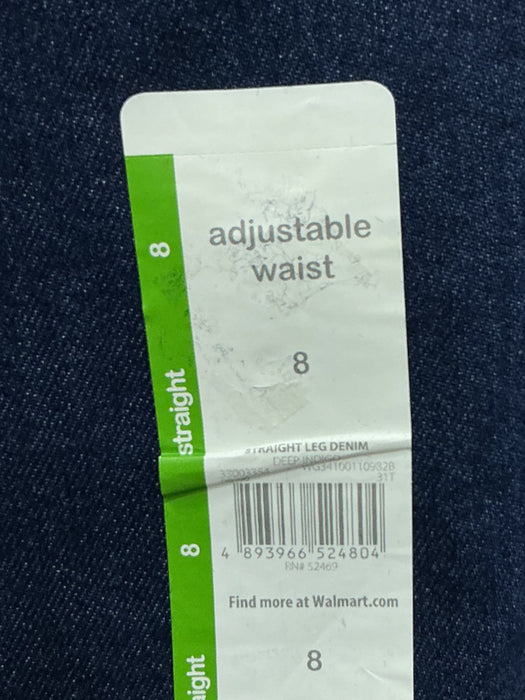 8
straight
8
adjustable
waist
8
STRAIGHT LEG DENIM
DEEP INDIGO
31T
4 893966 524804
RN# 52469
Find more at Walmart.com
8